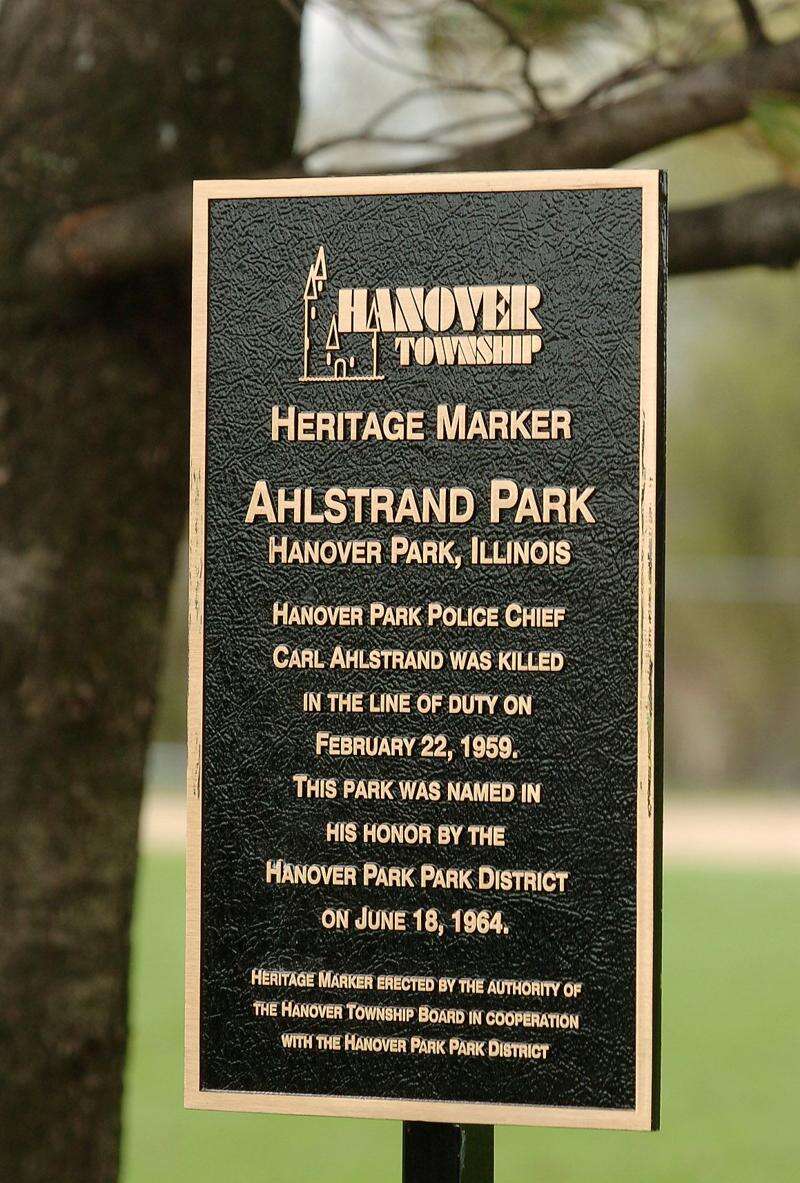 HANOVER
TOWNSHIP
HERITAGE MARKER
AHLSTRAND PARK
HANOVER PARK, ILLINOIS
HANOVER PARK POLICE CHIEF
CARL AHLSTRAND WAS KILLED
IN THE LINE OF DUTY ON
FEBRUARY 22, 1959.
THIS PARK WAS NAMED IN
HIS HONOR BY THE
HANOVER PARK PARK DISTRICT
ON JUNE 18, 1964.
HERITAGE MARKER ERECTED BY THE AUTHORITY OF
THE HANOVER TOWNSHIP BOARD IN COOPERATION
WITH THE HANOVER PARK PARK DISTRICT